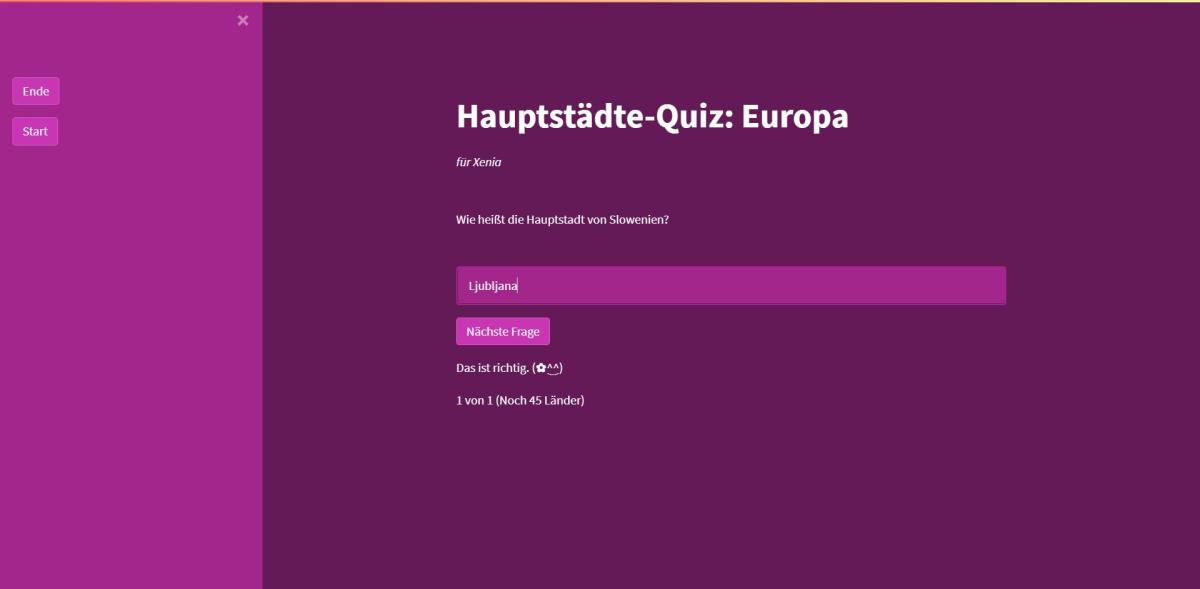 ×
Ende
Start
Hauptstädte-Quiz: Europa
für Xenia
Wie heißt die Hauptstadt von Slowenien?
Ljubljana
Nächste Frage
Das ist richtig. (✿^‿^)
1 von 1 (Noch 45 Länder)